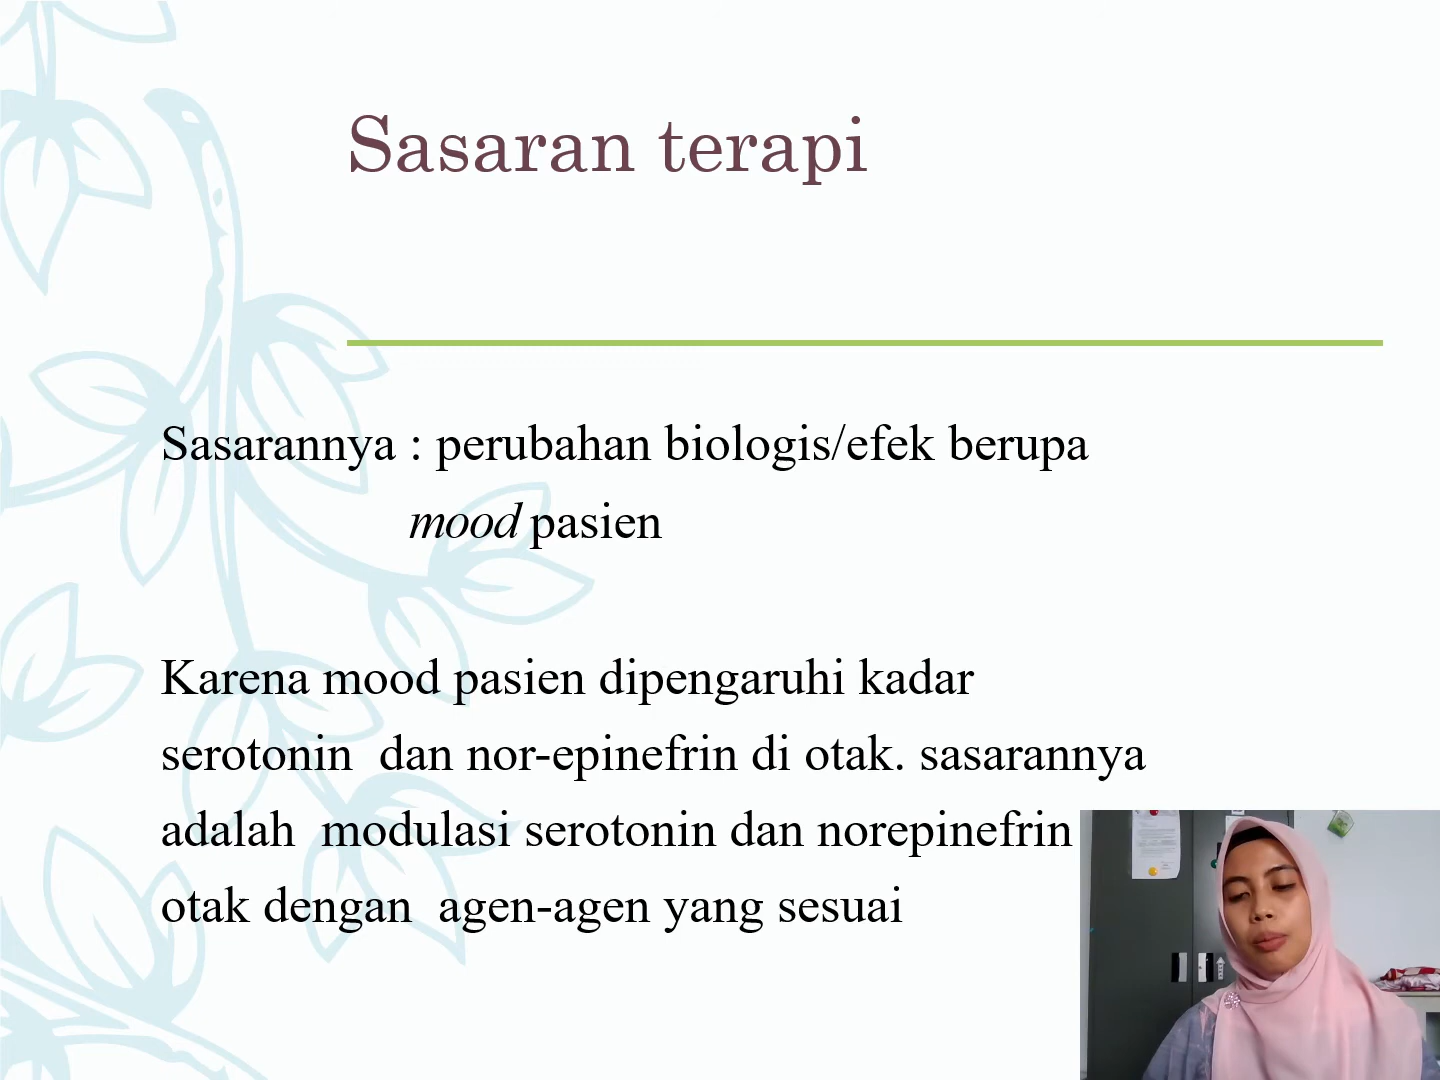 Sasaran terapi
Sasarannya : perubahan biologis/efek berupa
mood pasien
Karena mood pasien dipengaruhi kadar
serotonin dan nor-epinefrin di otak. sasarannya
adalah modulasi serotonin dan norepinefrin
otak dengan agen-agen yang sesuai